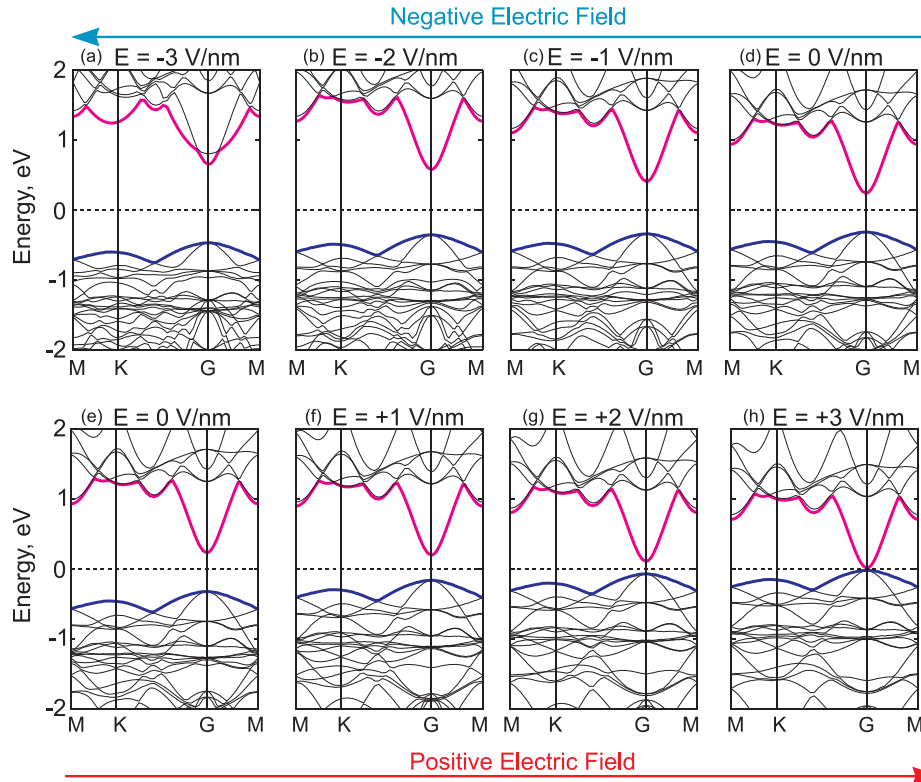 Negative Electric Field
(a) E = -3 V/nm (b) E = -2 V/nm (c) E = -1 V/nm (d) E = 0 V/nm
2
1
0
-1
-2
Energy, eV
M K G M M K G M M K G M M K G M
(e) E = 0 V/nm (f) E = +1 V/nm (g) E = +2 V/nm (h) E = +3 V/nm
2
1
0
-1
-2
Energy, eV
M K G M M K G M M K G M M K G M
Positive Electric Field